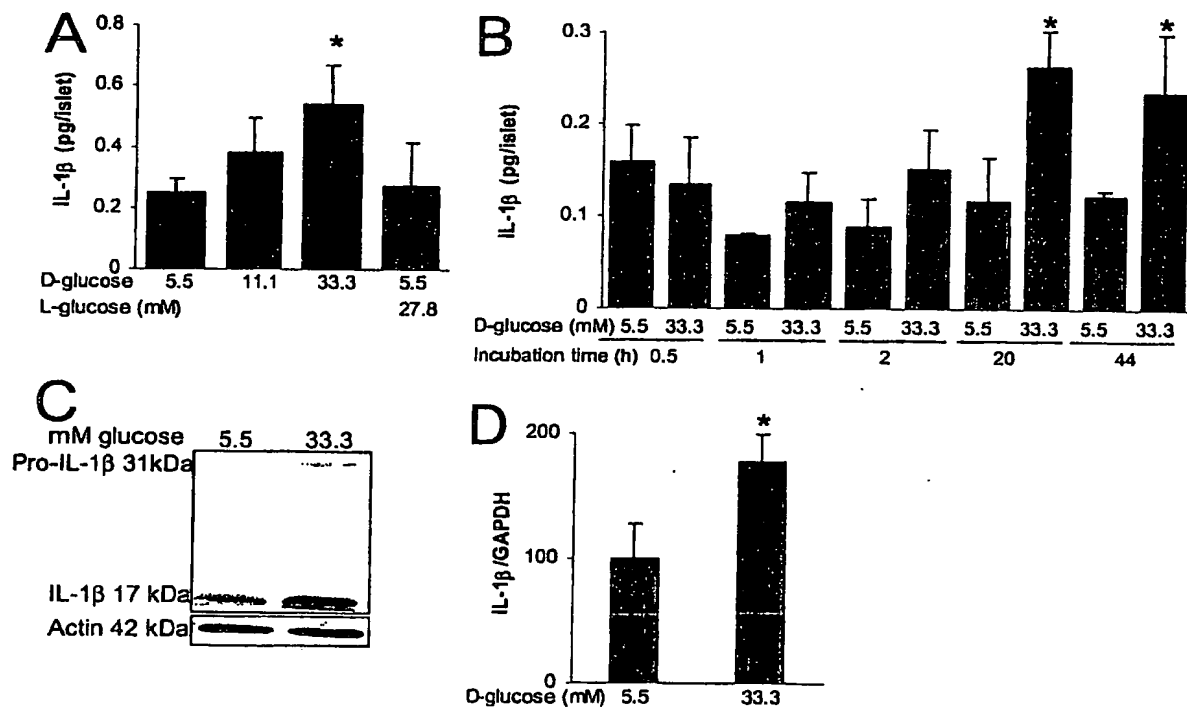 A
IL-1β (pg/islet)
0.8
*
0.6
0.4
0.2
0
D-glucose 5.5 11.1 33.3 5.5
L-glucose (mM) 27.8
B
IL-1β (pg/islet)
0.3
* *
0.2
0.1
0
D-glucose (mM) 5.5 33.3 5.5 33.3 5.5 33.3 5.5 33.3 5.5 33.3
Incubation time (h) 0.5 1 2 20 44
C
mM glucose 5.5 33.3
Pro-IL-1β 31kDa
IL-1β 17 kDa
Actin 42 kDa
D
IL-1β/GAPDH
200
*
100
0
D-glucose (mM) 5.5 33.3